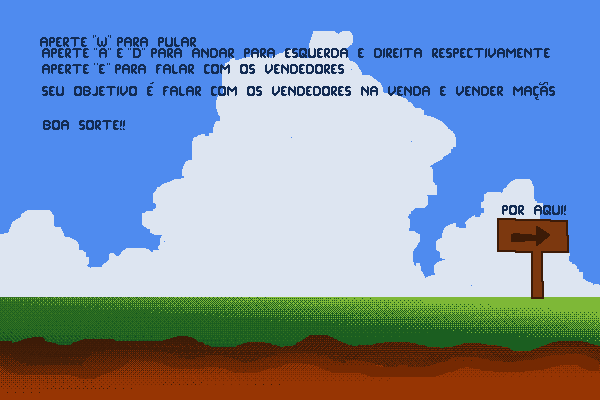 APERTE "W" PARA PULAR
APERTE "A" E "D" PARA ANDAR PARA ESQUERDA E DIREITA RESPECTIVAMENTE
APERTE "E" PARA FALAR COM OS VENDEDORES
SEU OBJETIVO É FALAR COM OS VENDEDORES NA VENDA E VENDER MAÇÃS
BOA SORTE!!
POR AQUI!!